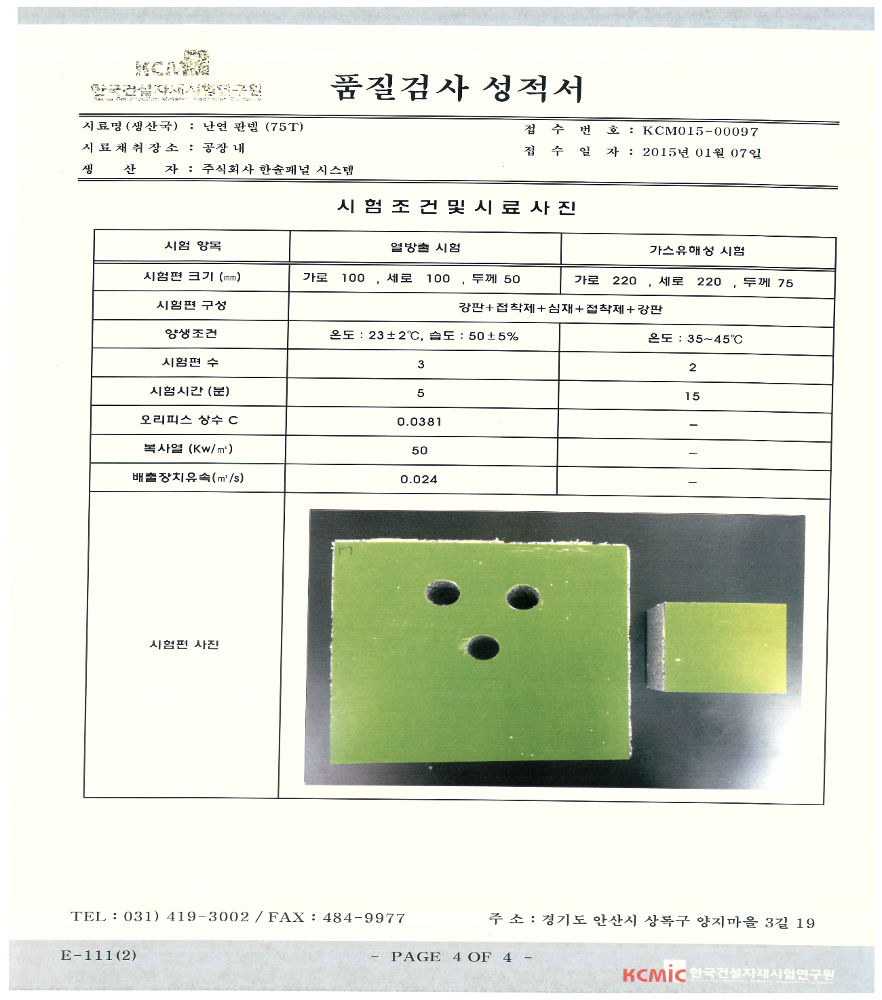 KCMIC
한국건설자재시험연구원
Korea Construction Material Inspection Company
품질검사 성적서
시료명(생산국) : 난연 판넬 (75T)
접 수 번 호 : KCM015-00097
시료채취장소 : 공장 내
접 수 일 자 : 2015년 01월 07일
생 산 자 : 주식회사 한솔패널 시스템
시 험 조 건 및 시 료 사 진
시험 항목 열방출 시험 가스유해성 시험
시험편 크기 (㎜) 가로 100 , 세로 100 , 두께 50 가로 220 , 세로 220 , 두께 75
시험편 구성 강판+접착제+심재+접착제+강판
양생조건 온도 : 23±2℃, 습도 : 50±5% 온도 : 35~45℃
시험편 수 3 2
시험시간 (분) 5 15
오리피스 상수 C 0.0381 –
복사열 (Kw/㎡) 50 –
배출장치유속(㎥/s) 0.024 –
시험편 사진
TEL : 031) 419-3002 / FAX : 484-9977
주 소 : 경기도 안산시 상록구 양지마을 3길 19
E-111(2)
- PAGE 4 OF 4 -
KCMIC 한국건설자재시험연구원